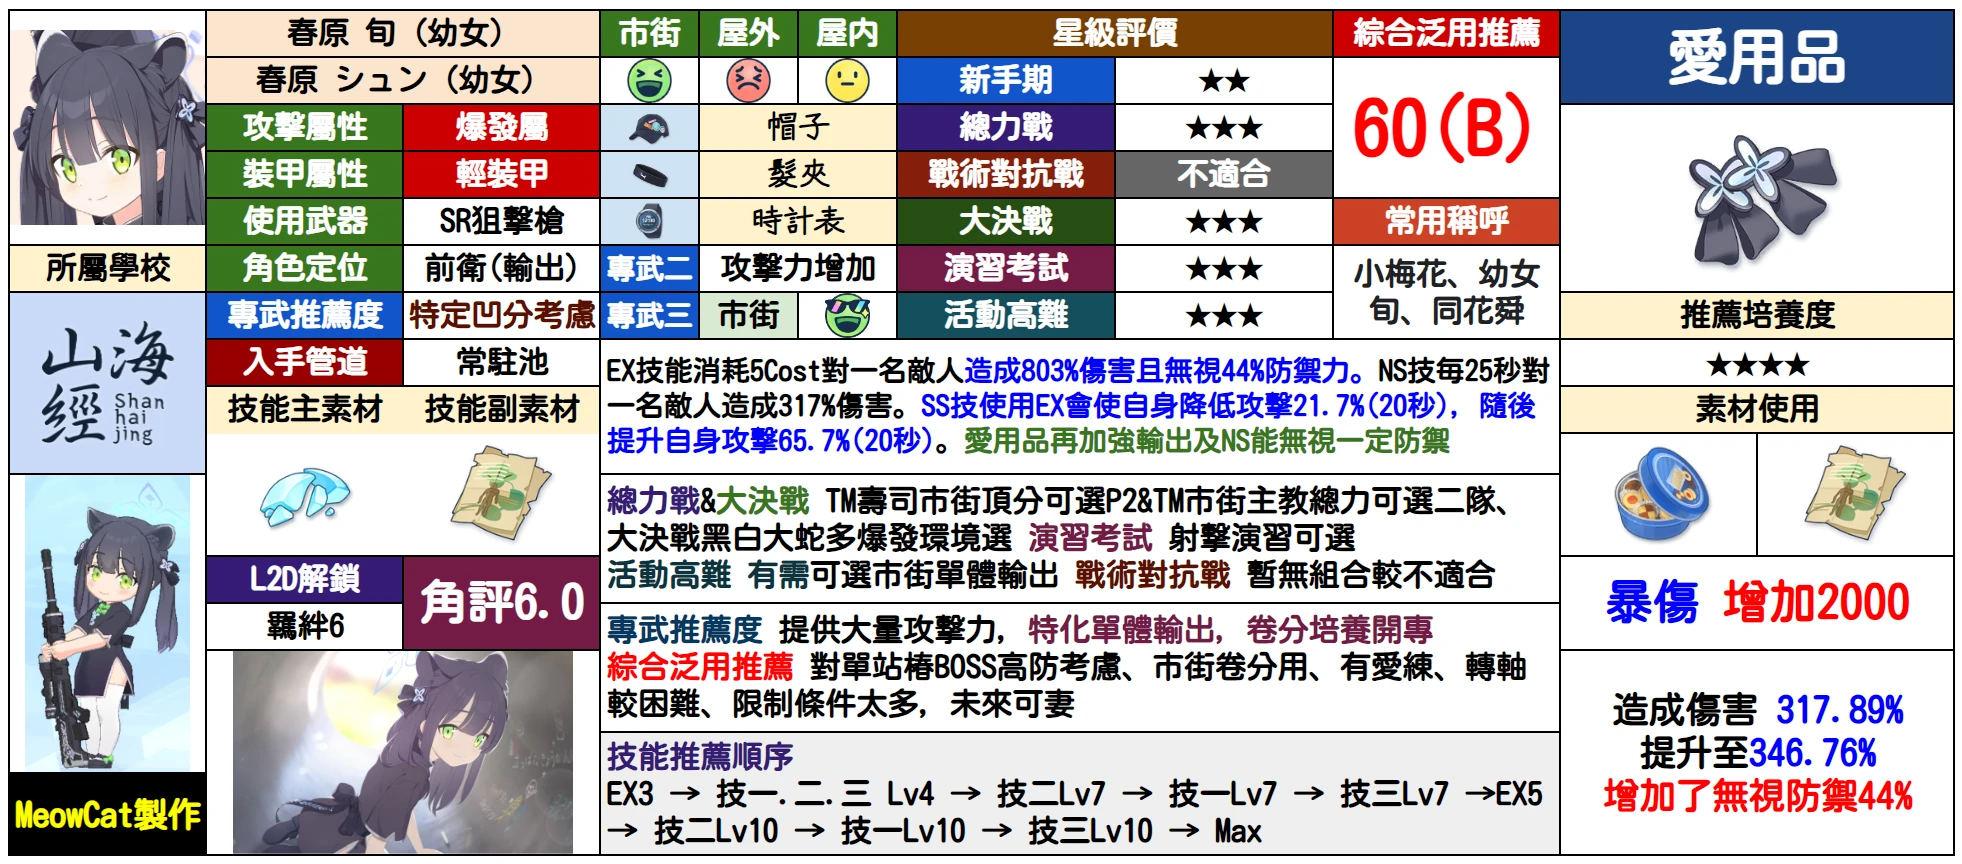 春原 旬 (幼女)
春原 シュン (幼女)
攻擊屬性 爆發屬
裝甲屬性 輕裝甲
使用武器 SR狙擊槍
所屬學校
角色定位 前衛(輸出)
專武推薦度 特定凹分考慮
入手管道 常駐池
山海經
Shan
hai
jing
技能主素材 技能副素材
L2D解鎖
羈絆6
角評6.0
MeowCat製作
市街 屋外 屋内
帽子
髮夾
時計表
專武二 攻擊力增加
專武三 市街
星級評價
新手期 ★★
總力戰 ★★★
戰術對抗戰 不適合
大決戰 ★★★
演習考試 ★★★
活動高難 ★★★
綜合泛用推薦
60(B)
常用稱呼
小梅花、幼女
旬、同花舜
EX技能消耗5Cost對一名敵人造成803%傷害且無視44%防禦力。NS技每25秒對
一名敵人造成317%傷害。SS技使用EX會使自身降低攻擊21.7%(20秒), 隨後
提升自身攻擊65.7%(20秒)。愛用品再加強輸出及NS能無視一定防禦
總力戰&大決戰 TM壽司市街頂分可選P2&TM市街主教總力可選二隊、
大決戰黑白大蛇多爆發環境選 演習考試 射擊演習可選
活動高難 有需可選市街單體輸出 戰術對抗戰 暫無組合較不適合
專武推薦度 提供大量攻擊力, 特化單體輸出, 卷分培養開專
綜合泛用推薦 對單站樁BOSS高防考慮、市街卷分用、有愛練、轉軸
較困難、限制條件太多, 未來可妻
技能推薦順序
EX3 → 技一.二.三 Lv4 → 技二Lv7 → 技一Lv7 → 技三Lv7 →EX5
→ 技二Lv10 → 技一Lv10 → 技三Lv10 → Max
愛用品
推薦培養度
★★★★
素材使用
暴傷 增加2000
造成傷害 317.89%
提升至346.76%
增加了無視防禦44%